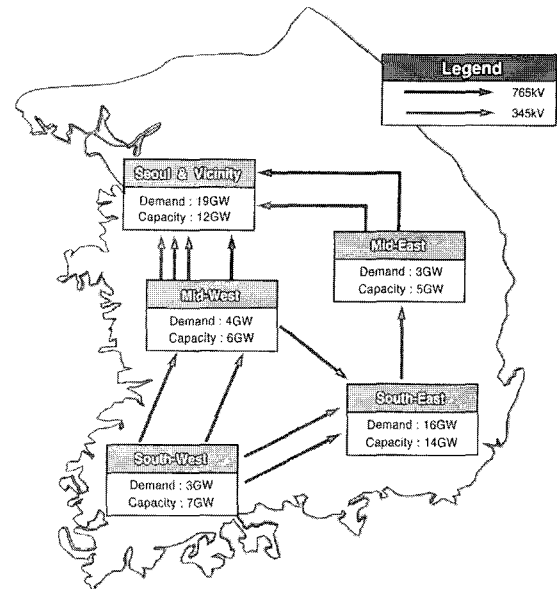 Legend
765kV
345kV
Seoul & Vicinity
Demand : 19GW
Capacity : 12GW
Mid-East
Demand : 3GW
Capacity : 5GW
Mid-West
Demand : 4GW
Capacity : 6GW
South-East
Demand : 16GW
Capacity : 14GW
South-West
Demand : 3GW
Capacity : 7GW